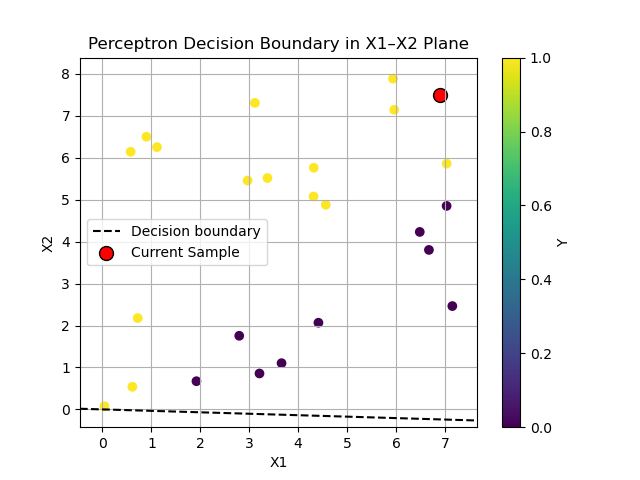 Perceptron Decision Boundary in X1–X2 Plane
X2
8
7
6
5
4
3
2
1
0
Decision boundary
Current Sample
0 1 2 3 4 5 6 7
X1
1.0
0.8
0.6
0.4
0.2
0.0
Y